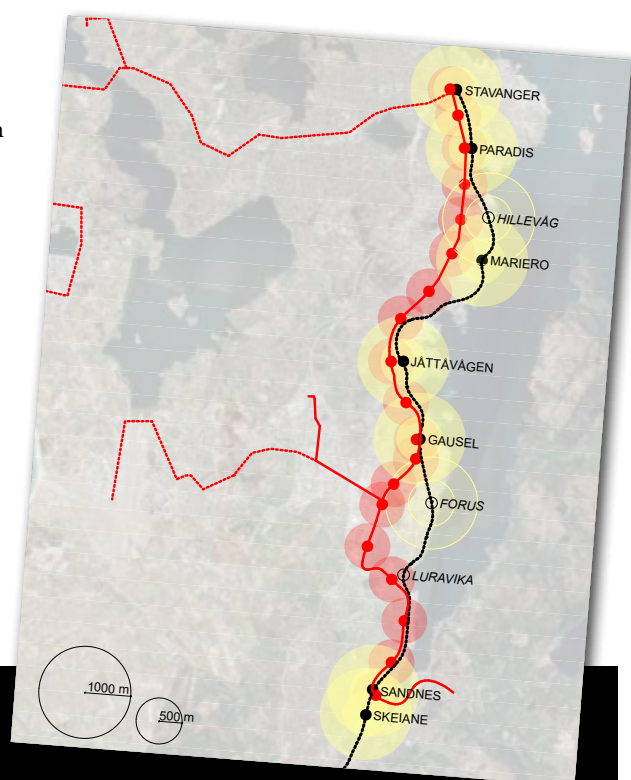 n
STAVANGER
PARADIS
HILLEVÅG
MARIERO
JÅTTÅVÅGEN
GAUSEL
FORUS
LURAVIKA
SANDNES
SKEIANE
1000 m
500 m